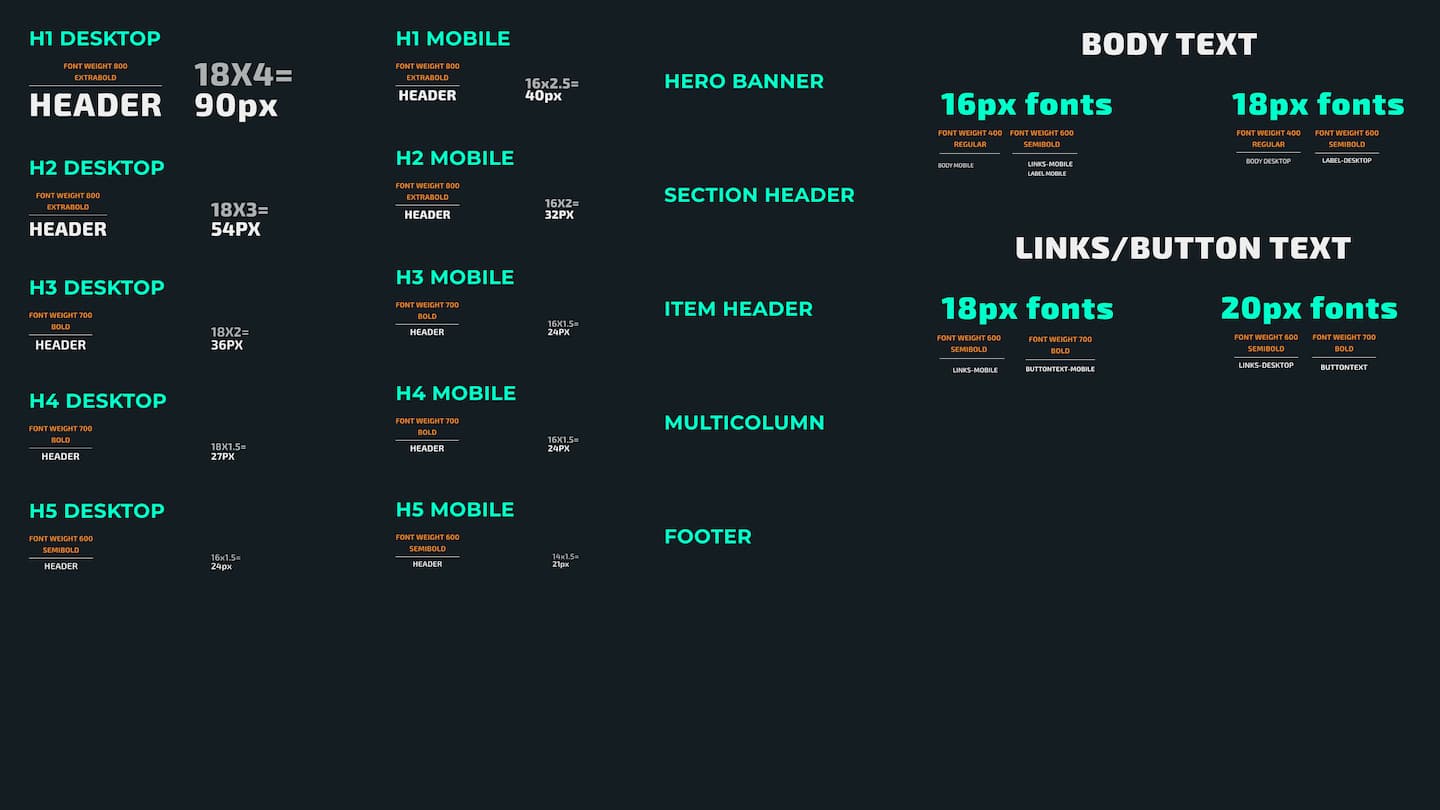 H1 DESKTOP
FONT WEIGHT 800
EXTRABOLD
HEADER
18X4=
90px
H2 DESKTOP
FONT WEIGHT 800
EXTRABOLD
HEADER
18X3=
54PX
H3 DESKTOP
FONT WEIGHT 700
BOLD
HEADER
18X2=
36PX
H4 DESKTOP
FONT WEIGHT 700
BOLD
HEADER
18X1.5=
27PX
H5 DESKTOP
FONT WEIGHT 600
SEMIBOLD
HEADER
16x1.5=
24px
H1 MOBILE
FONT WEIGHT 800
EXTRABOLD
HEADER
16x2.5=
40px
H2 MOBILE
FONT WEIGHT 800
EXTRABOLD
HEADER
16X2=
32PX
H3 MOBILE
FONT WEIGHT 700
BOLD
HEADER
16X1.5=
24PX
H4 MOBILE
FONT WEIGHT 700
BOLD
HEADER
16X1.5=
24PX
H5 MOBILE
FONT WEIGHT 600
SEMIBOLD
HEADER
14x1.5=
21px
HERO BANNER
SECTION HEADER
ITEM HEADER
MULTICOLUMN
FOOTER
BODY TEXT
16px fonts
FONT WEIGHT 400
REGULAR
BODY MOBILE
FONT WEIGHT 600
SEMIBOLD
LINKS-MOBILE
LABEL MOBILE
18px fonts
FONT WEIGHT 400
REGULAR
BODY DESKTOP
FONT WEIGHT 600
SEMIBOLD
LABEL-DESKTOP
LINKS/BUTTON TEXT
18px fonts
FONT WEIGHT 600
SEMIBOLD
LINKS-MOBILE
FONT WEIGHT 700
BOLD
BUTTONTEXT-MOBILE
20px fonts
FONT WEIGHT 600
SEMIBOLD
LINKS-DESKTOP
FONT WEIGHT 700
BOLD
BUTTONTEXT